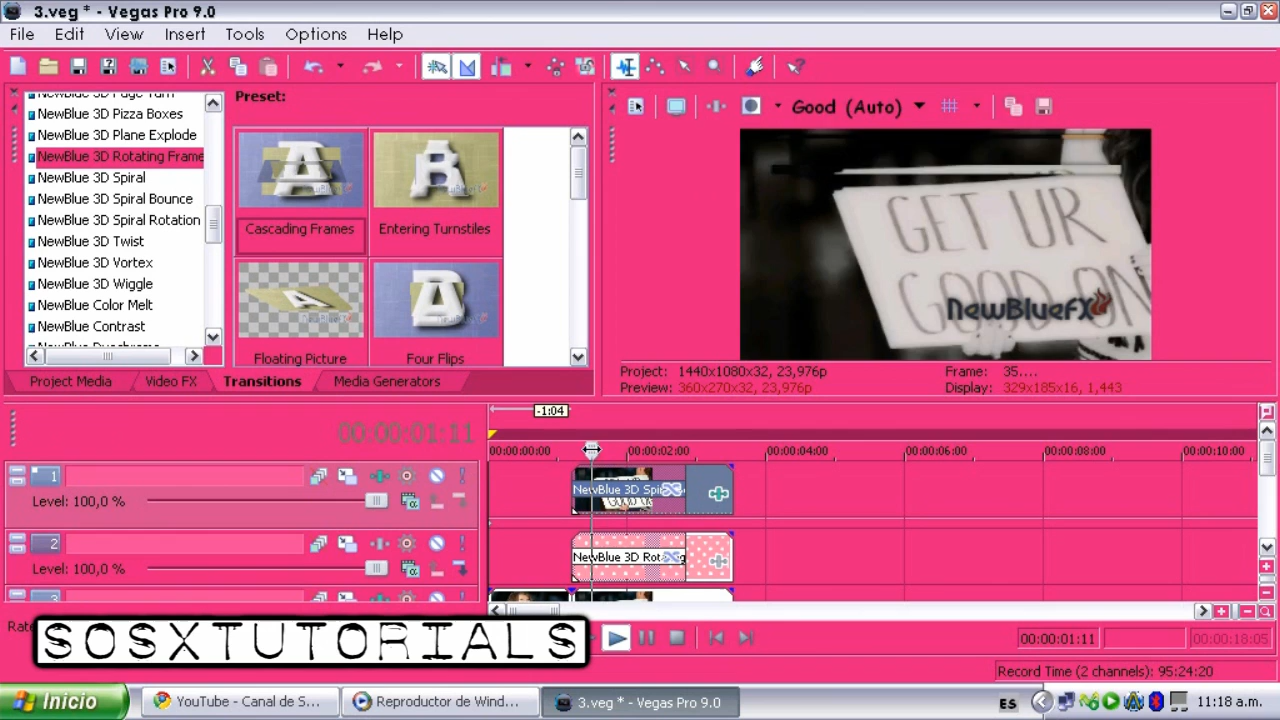 3.veg * - Vegas Pro 9.0
File Edit View Insert Tools Options Help
NewBlue 3D Page Turn
NewBlue 3D Pizza Boxes
NewBlue 3D Plane Explode
NewBlue 3D Rotating Frame
NewBlue 3D Spiral
NewBlue 3D Spiral Bounce
NewBlue 3D Spiral Rotation
NewBlue 3D Twist
NewBlue 3D Vortex
NewBlue 3D Wiggle
NewBlue Color Melt
NewBlue Contrast
Preset:
Cascading Frames
Entering Turnstiles
Floating Picture
Four Flips
Project Media Video FX Transitions Media Generators
Good (Auto)
GET UR
GOOD ON
NewBlueFX
Project: 1440x1080x32, 23,976p Frame: 35....
Preview: 360x270x32, 23,976p Display: 329x185x16, 1,443
-1:04
00:00:01:11
00:00:00:00 00:00:02:00 00:00:04:00 00:00:06:00 00:00:08:00 00:00:10:00
1
Level: 100,0 %
NewBlue 3D Spi
2
Level: 100,0 %
NewBlue 3D Rot
3
Rate
SOSXTUTORIALS
00:00:01:11 00:00:18:05
Record Time (2 channels): 95:24:20
Inicio YouTube - Canal de S... Reproductor de Wind... 3.veg * - Vegas Pro 9.0 ES 11:18 a.m.